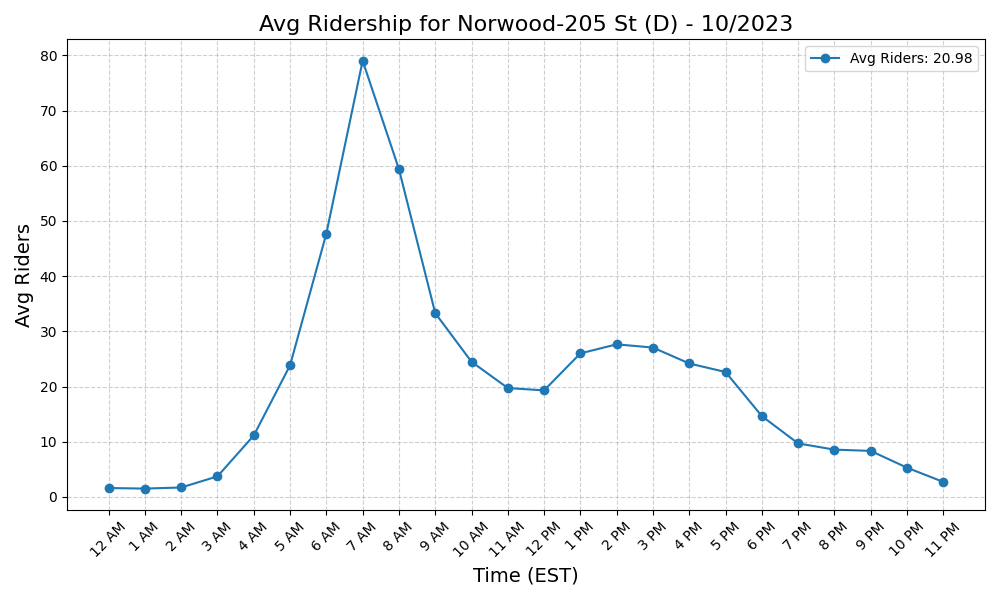 Avg Ridership for Norwood-205 St (D) - 10/2023
Avg Riders: 20.98
Avg Riders
80
70
60
50
40
30
20
10
0
12 AM
1 AM
2 AM
3 AM
4 AM
5 AM
6 AM
7 AM
8 AM
9 AM
10 AM
11 AM
12 PM
1 PM
2 PM
3 PM
4 PM
5 PM
6 PM
7 PM
8 PM
9 PM
10 PM
11 PM
Time (EST)